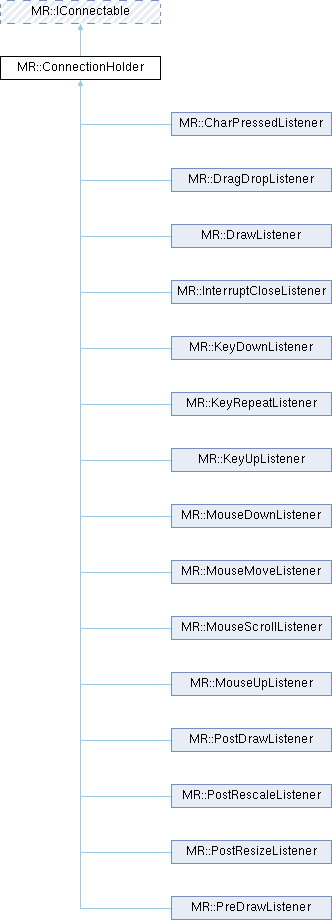 MR::IConnectable
MR::ConnectionHolder
MR::CharPressedListener
MR::DragDropListener
MR::DrawListener
MR::InterruptCloseListener
MR::KeyDownListener
MR::KeyRepeatListener
MR::KeyUpListener
MR::MouseDownListener
MR::MouseMoveListener
MR::MouseScrollListener
MR::MouseUpListener
MR::PostDrawListener
MR::PostRescaleListener
MR::PostResizeListener
MR::PreDrawListener